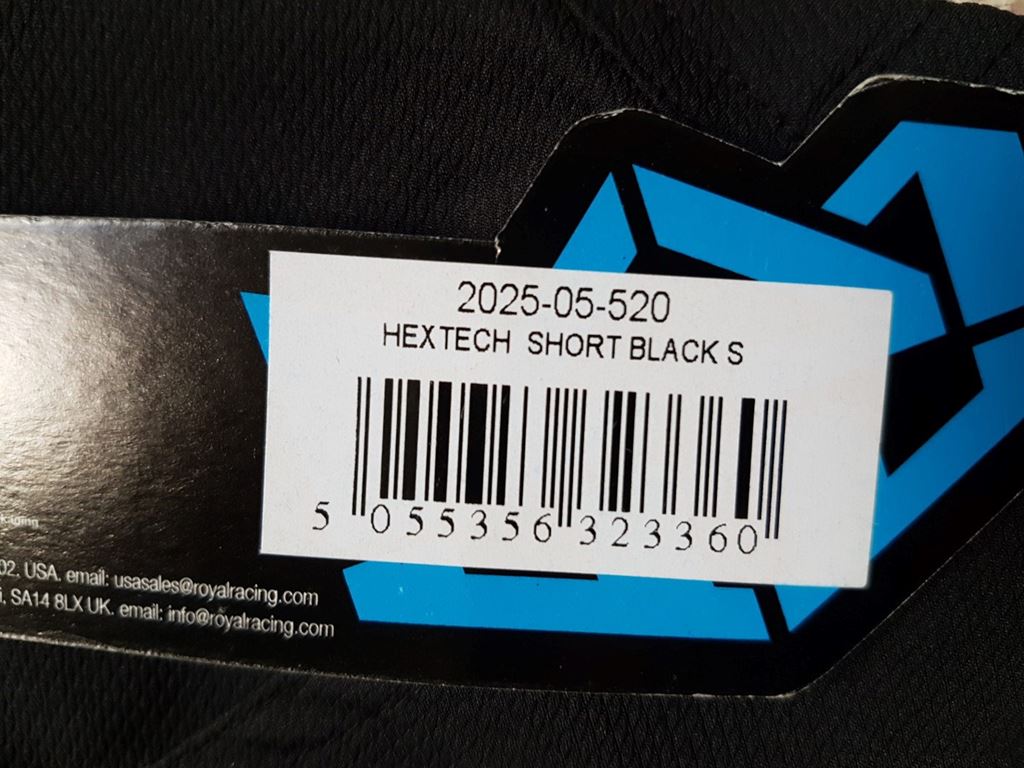 2025-05-520
HEXTECH SHORT BLACK S
5 055356 323360
02. USA. email: usasales@royalracing.com
SA14 8LX UK. email: info@royalracing.com